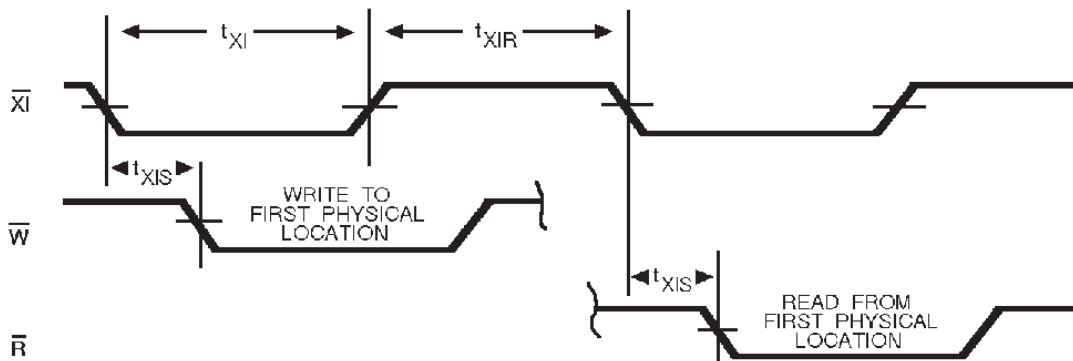 tXI
tXIR
XI
tXIS
WRITE TO
FIRST PHYSICAL
LOCATION
W
tXIS
READ FROM
FIRST PHYSICAL
LOCATION
R